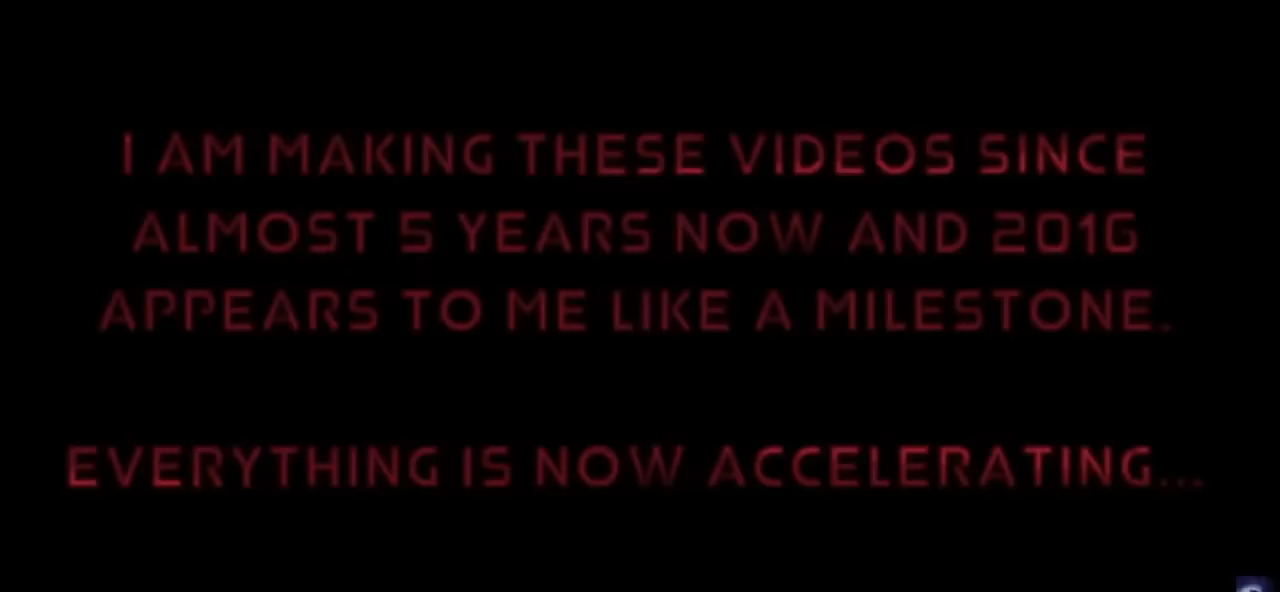 I AM MAKING THESE VIDEOS SINCE
ALMOST 5 YEARS NOW AND 2016
APPEARS TO ME LIKE A MILESTONE.
EVERYTHING IS NOW ACCELERATING...